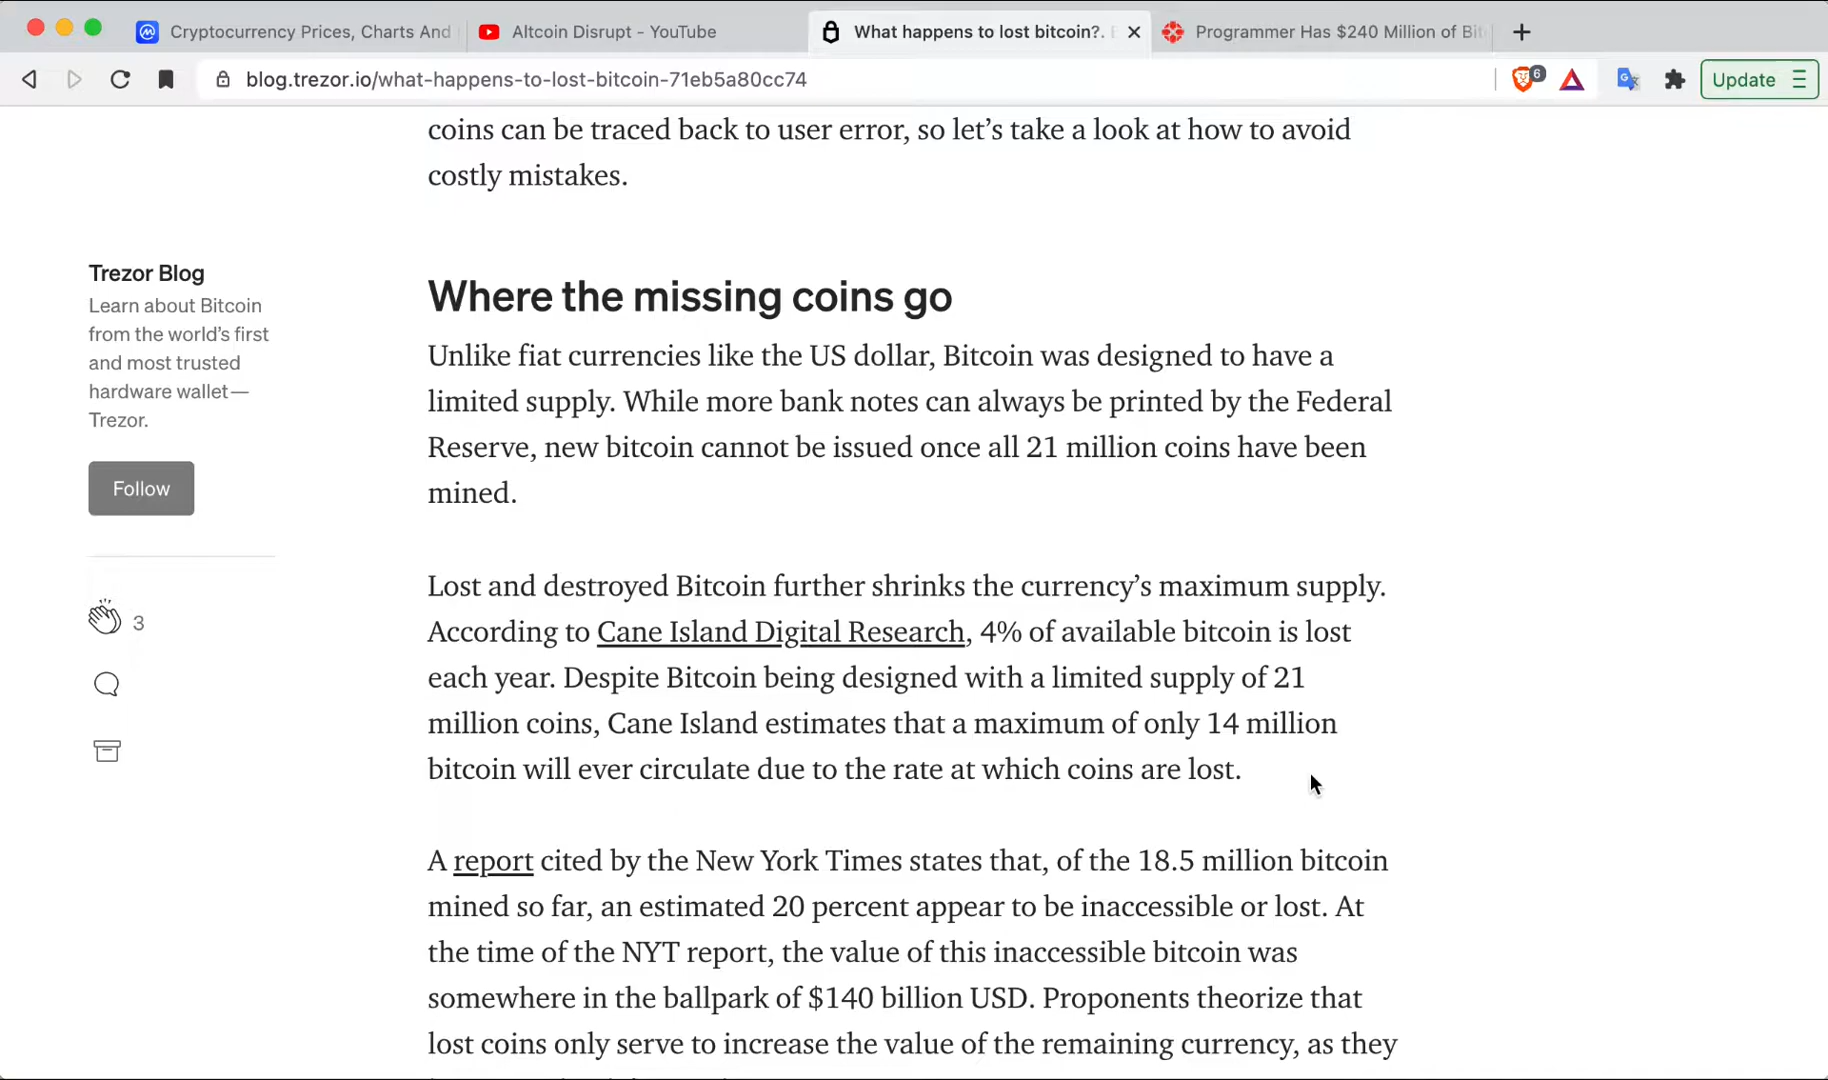 Cryptocurrency Prices, Charts And
Altcoin Disrupt - YouTube
What happens to lost bitcoin?.
Programmer Has $240 Million of Bit
blog.trezor.io/what-happens-to-lost-bitcoin-71eb5a80cc74
6
Update
coins can be traced back to user error, so let’s take a look at how to avoid
costly mistakes.
Trezor Blog
Learn about Bitcoin
from the world’s first
and most trusted
hardware wallet—
Trezor.
Follow
3
Where the missing coins go
Unlike fiat currencies like the US dollar, Bitcoin was designed to have a
limited supply. While more bank notes can always be printed by the Federal
Reserve, new bitcoin cannot be issued once all 21 million coins have been
mined.
Lost and destroyed Bitcoin further shrinks the currency’s maximum supply.
According to Cane Island Digital Research, 4% of available bitcoin is lost
each year. Despite Bitcoin being designed with a limited supply of 21
million coins, Cane Island estimates that a maximum of only 14 million
bitcoin will ever circulate due to the rate at which coins are lost.
A report cited by the New York Times states that, of the 18.5 million bitcoin
mined so far, an estimated 20 percent appear to be inaccessible or lost. At
the time of the NYT report, the value of this inaccessible bitcoin was
somewhere in the ballpark of $140 billion USD. Proponents theorize that
lost coins only serve to increase the value of the remaining currency, as they